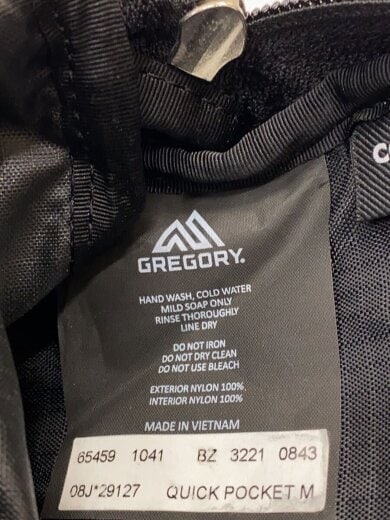 GREGORY.
HAND WASH, COLD WATER
MILD SOAP ONLY
RINSE THOROUGHLY
LINE DRY
DO NOT IRON
DO NOT DRY CLEAN
DO NOT USE BLEACH
EXTERIOR NYLON 100%,
INTERIOR NYLON 100%
MADE IN VIETNAM
65459 1041 BZ 3221 0843
08J*29127 QUICK POCKET M